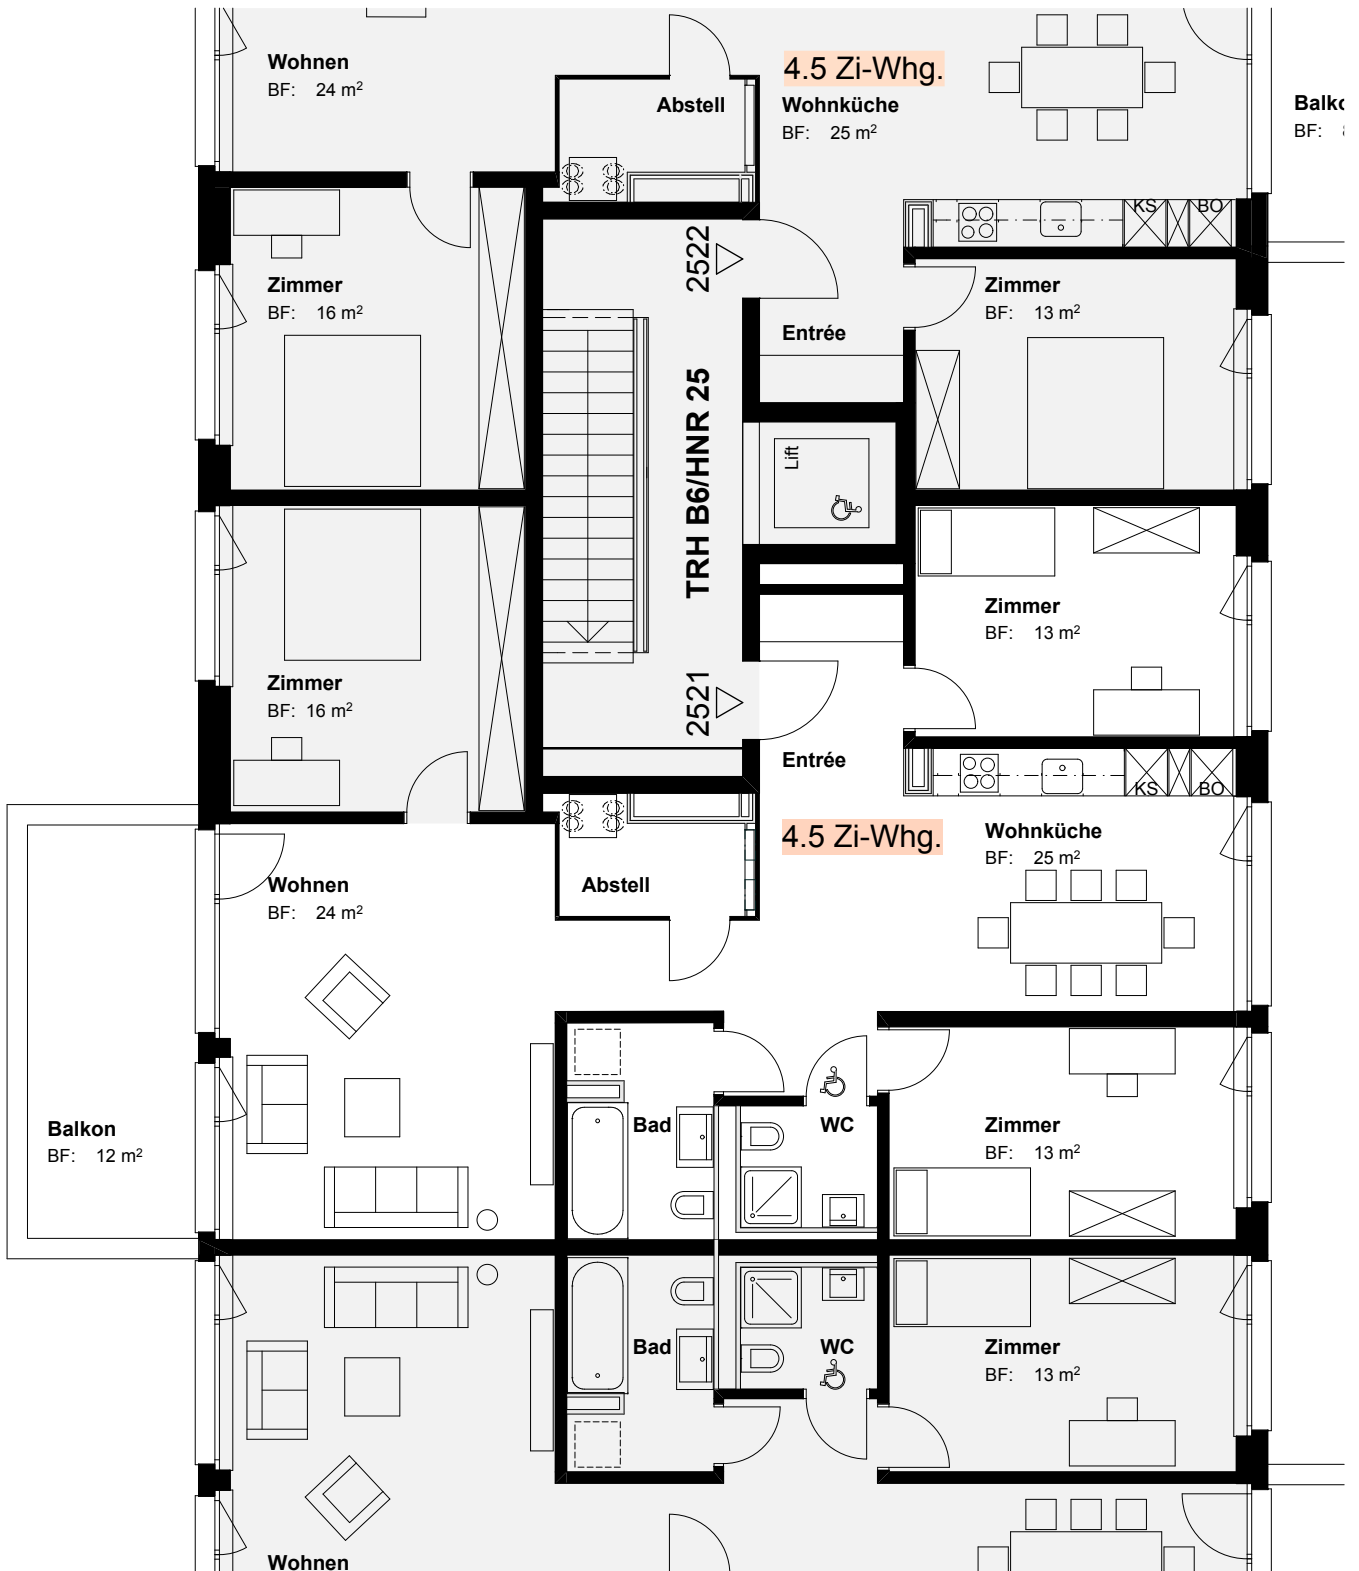 4.5 Zi-Whg.
Wohnen
BF: 24 m²
Abstell
Wohnküche
BF: 25 m²
BF:
KS
BO
2522
Zimmer
BF: 16 m²
Zimmer
BF: 13 m²
Entrée
TRH B6/HNR 25
Lift
Zimmer
BF: 13 m²
Zimmer
BF: 16 m²
2521
Entrée
KS
BO
4.5 Zi-Whg.
Wohnküche
BF: 25 m²
Wohnen
BF: 24 m²
Abstell
Balkon
BF: 12 m²
Bad
WC
Zimmer
BF: 13 m²
Bad
WC
Zimmer
BF: 13 m²
Wohnen